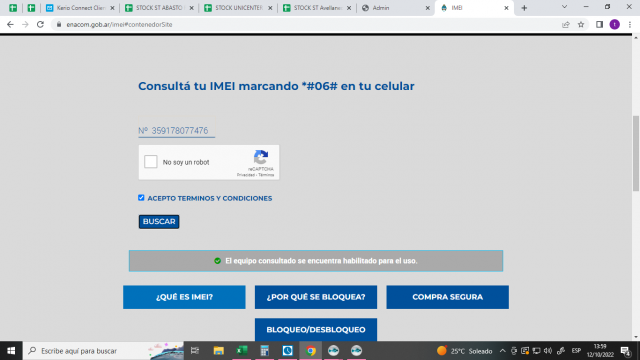 Kerio Connect Clien
STOCK ST ABASTO
STOCK UNICENTER
STOCK ST Avellane
Admin
IMEI
enacom.gob.ar/imei#contenedorSite
t
Consultá tu IMEI marcando *#06# en tu celular
Nº 359178077476
No soy un robot
reCAPTCHA
Privacidad - Términos
ACEPTO TERMINOS Y CONDICIONES
BUSCAR
El equipo consultado se encuentra habilitado para el uso.
¿QUÉ ES IMEI?
¿POR QUÉ SE BLOQUEA?
COMPRA SEGURA
BLOQUEO/DESBLOQUEO
Escribe aquí para buscar
25°C Soleado
ESP
13:59
12/10/2022